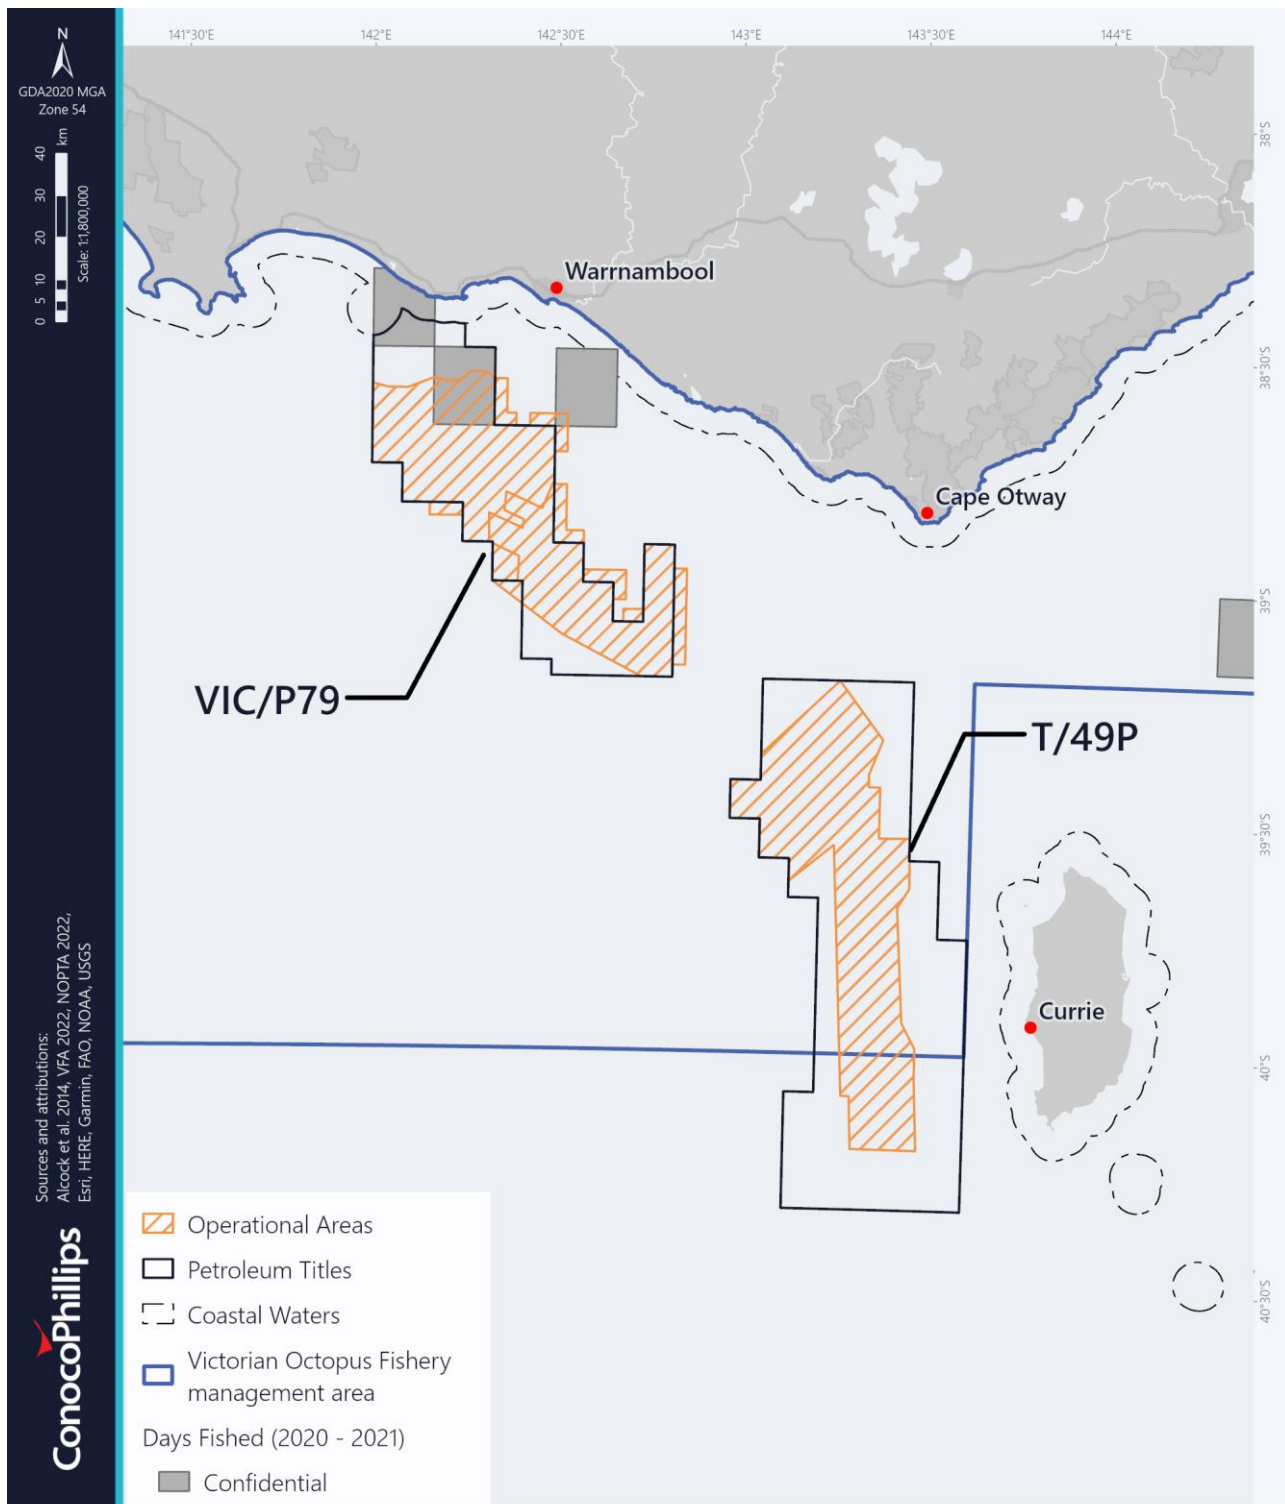 141°30'E
142°E
142°30'E
143°E
143°30'E
144°E
N
GDA2020 MGA
Zone 54
km
40
30
20
10
5
0
Scale: 1:1,800,000
38°S
38°30'S
39°S
39°30'S
40°S
40°30'S
Warrnambool
Cape Otway
VIC/P79
T/49P
Currie
Sources and attributions:
Alcock et al. 2014, VFA 2022, NOPTA 2022,
Esri, HERE, Garmin, FAO, NOAA, USGS
ConocoPhillips
Operational Areas
Petroleum Titles
Coastal Waters
Victorian Octopus Fishery
management area
Days Fished (2020 - 2021)
Confidential